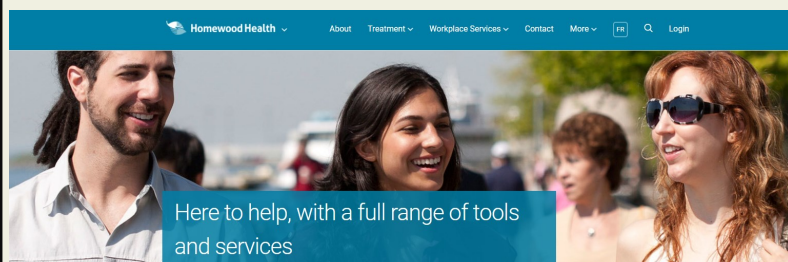 Homewood Health About Treatment Workplace Services Contact More FR Login
Here to help, with a full range of tools
and services